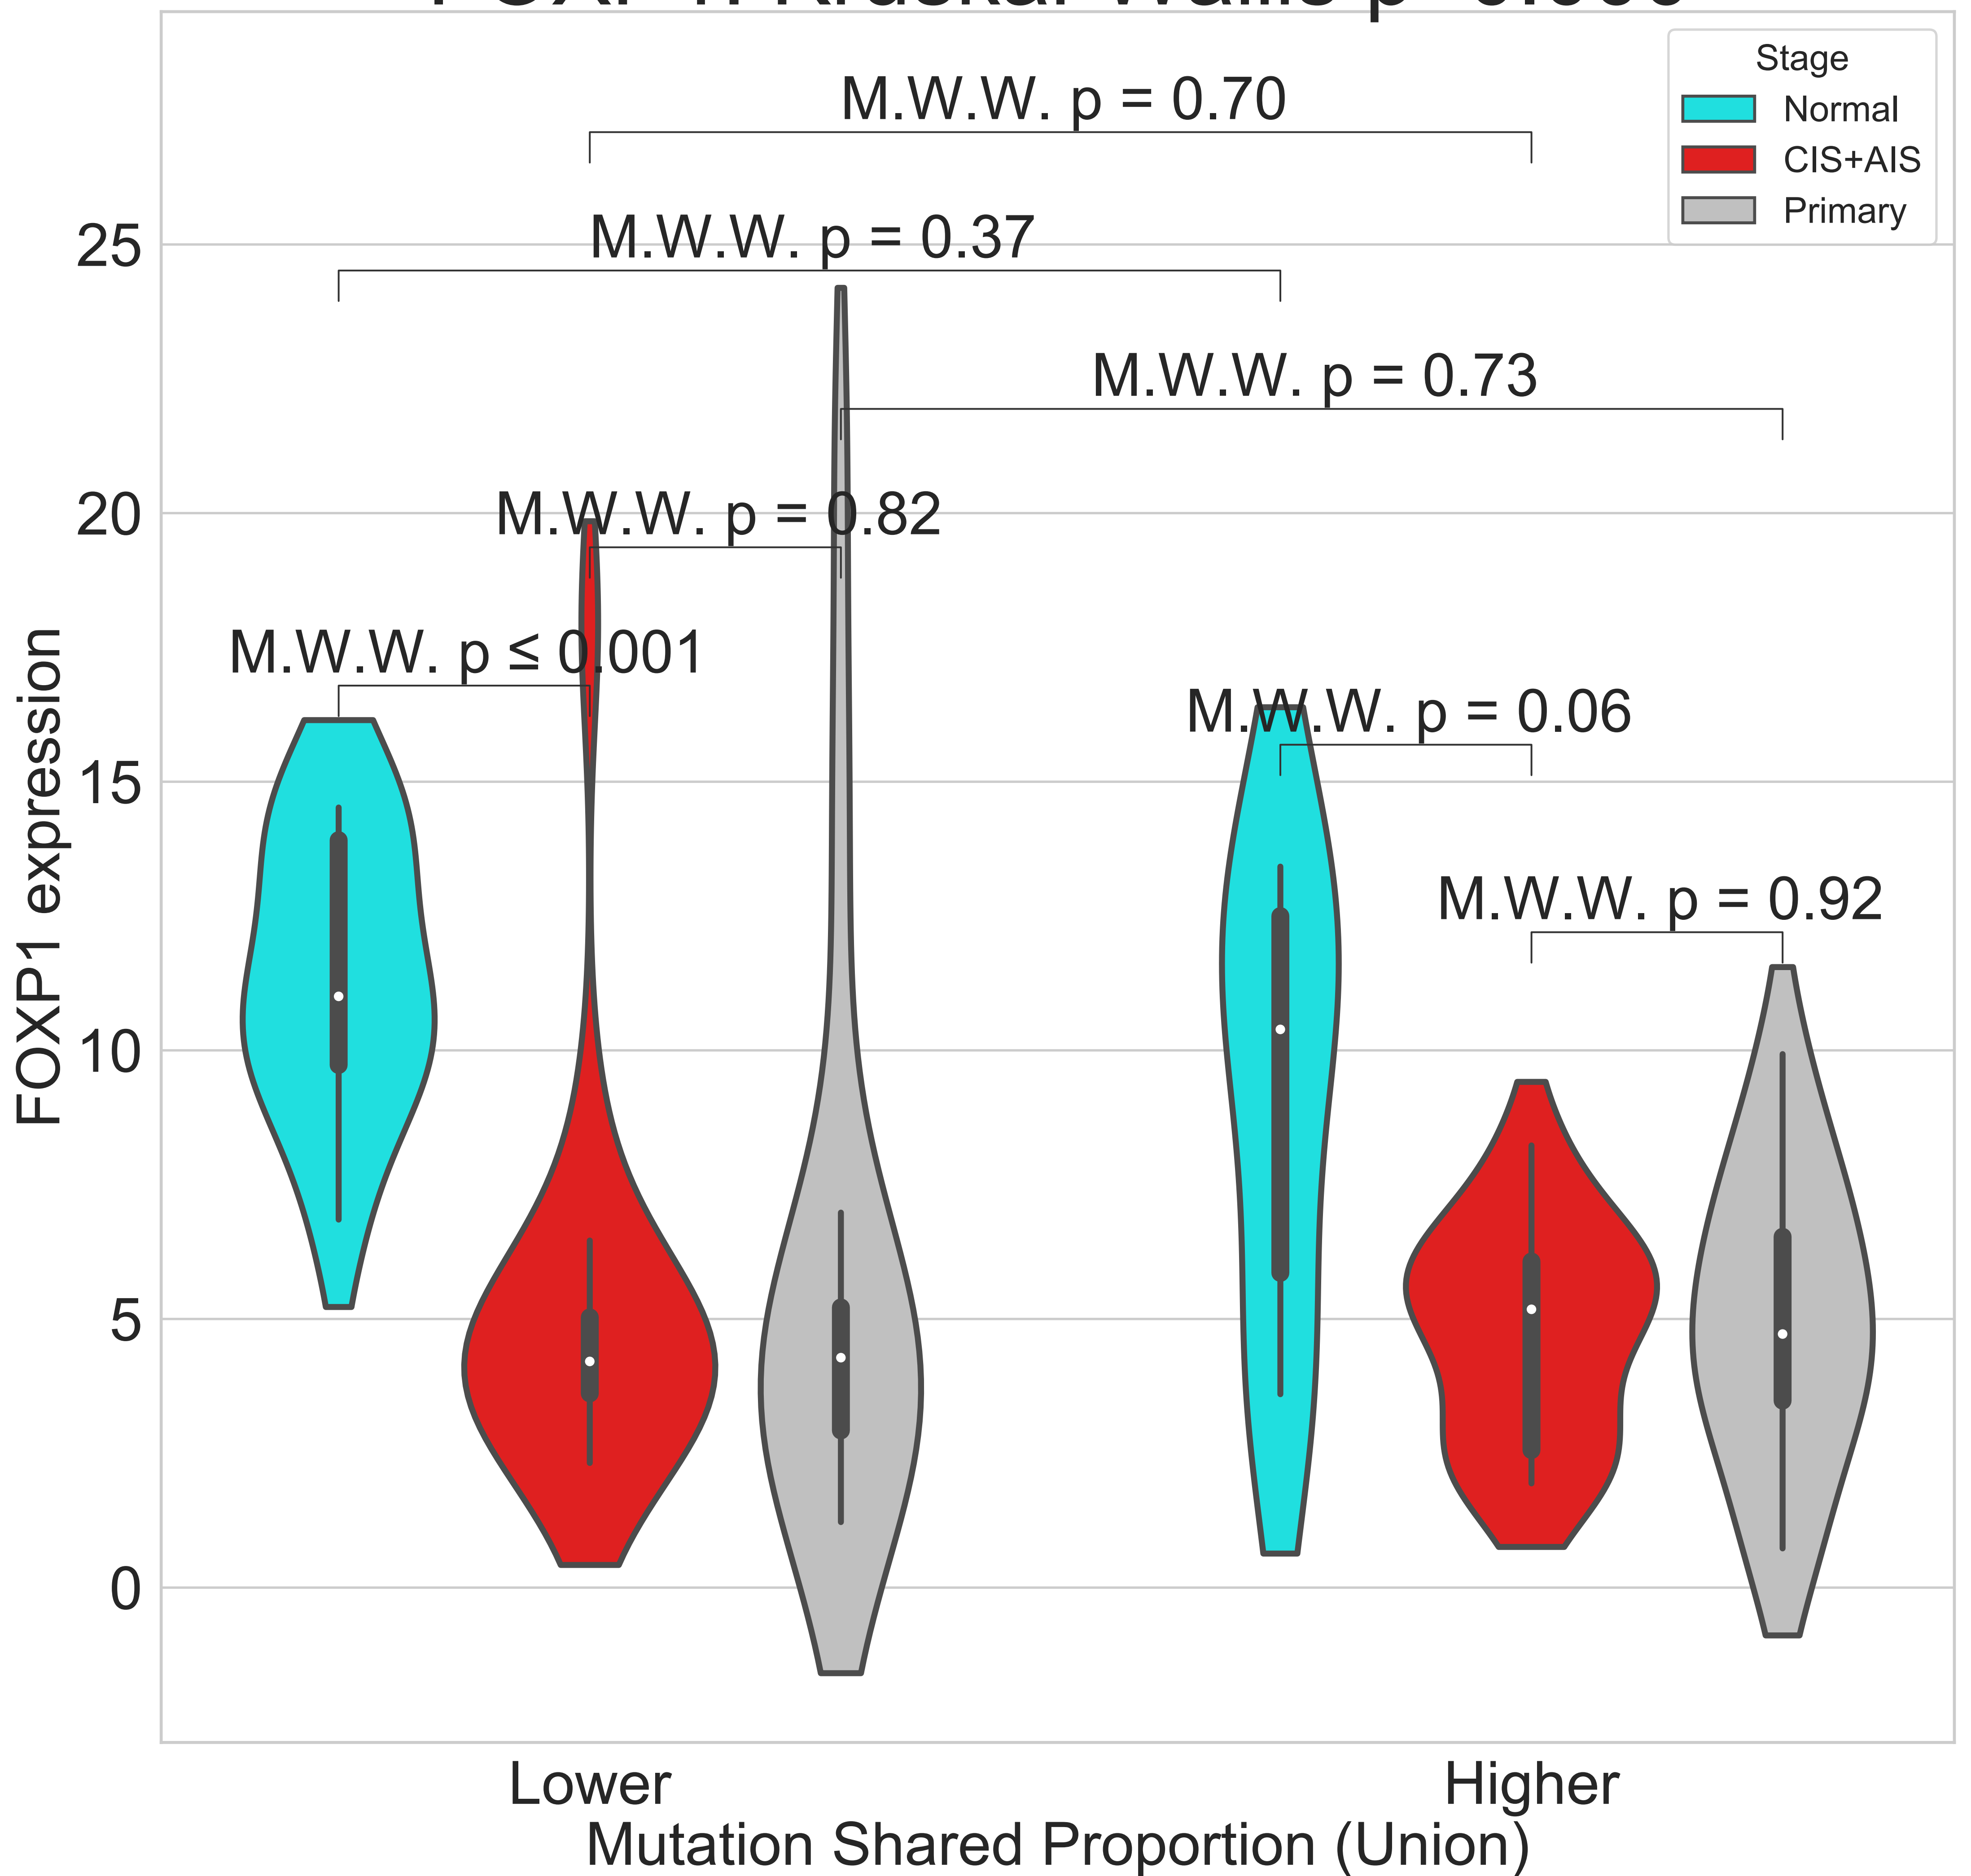 Stage
Normal
CIS+AIS
Primary
M.W.W. p = 0.70
M.W.W. p = 0.37
M.W.W. p = 0.73
M.W.W. p = 0.82
M.W.W. p ≤ 0.001
M.W.W. p = 0.06
M.W.W. p = 0.92
25
20
15
10
5
0
FOXP1 expression
Lower
Higher
Mutation Shared Proportion (Union)